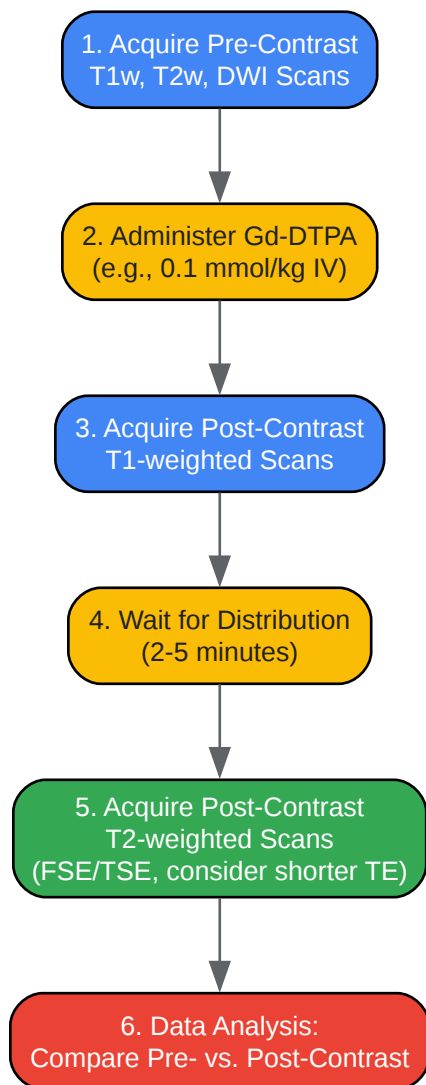 1. Acquire Pre-Contrast
T1w, T2w, DWI Scans
2. Administer Gd-DTPA
(e.g., 0.1 mmol/kg IV)
3. Acquire Post-Contrast
T1-weighted Scans
4. Wait for Distribution
(2-5 minutes)
5. Acquire Post-Contrast
T2-weighted Scans
(FSE/TSE, consider shorter TE)
6. Data Analysis:
Compare Pre- vs. Post-Contrast